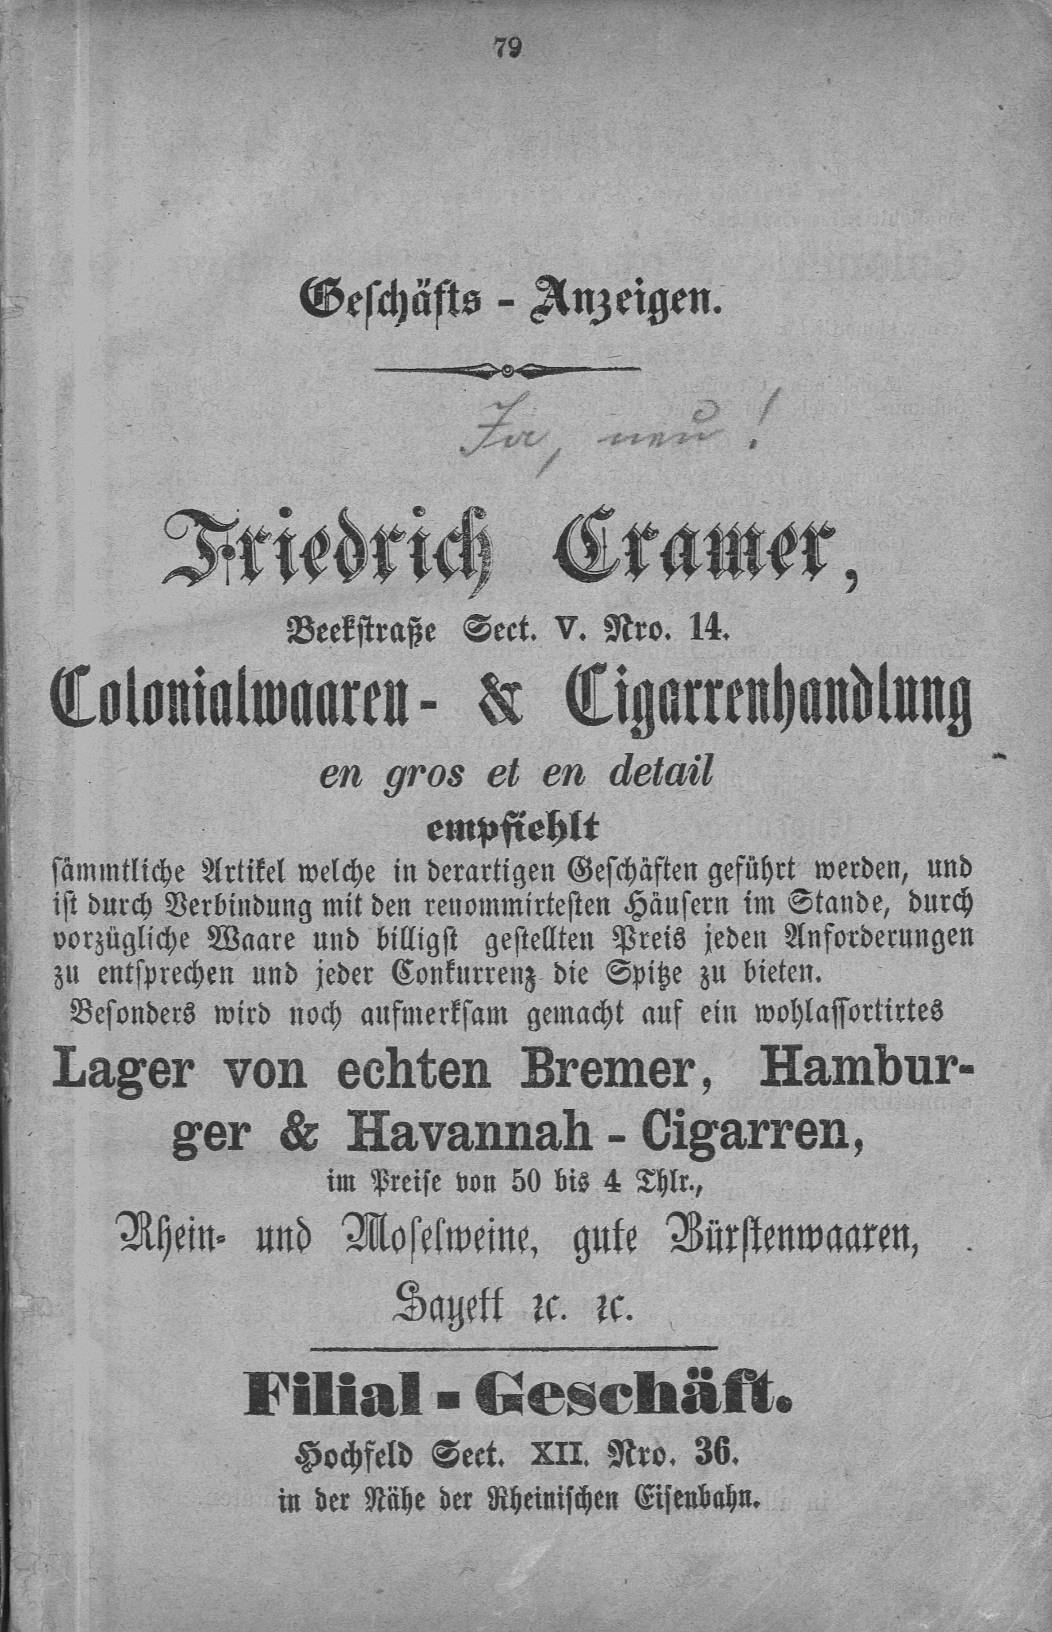 79
Geschäfts - Anzeigen.
Ja, neu!
Friedrich Cramer,
Beekstraße Sect. V. Nro. 14.
Colonialwaaren- & Cigarrenhandlung
en gros et en detail
empfiehlt
sämmtliche Artikel welche in derartigen Geschäften geführt werden, und
ist durch Verbindung mit den renommirtesten Häusern im Stande, durch
vorzügliche Waare und billigst gestellten Preis jeden Anforderungen
zu entsprechen und jeder Conkurrenz die Spitze zu bieten.
Besonders wird noch aufmerksam gemacht auf ein wohlassortirtes
Lager von echten Bremer, Hambur-
ger & Havannah - Cigarren,
im Preise von 50 bis 4 Thlr.,
Rhein- und Moselweine, gute Bürstenwaaren,
Sayett ꝛc. ꝛc.
Filial - Geschäft.
Hochfeld Sect. XII. Nro. 36.
in der Nähe der Rheinischen Eisenbahn.